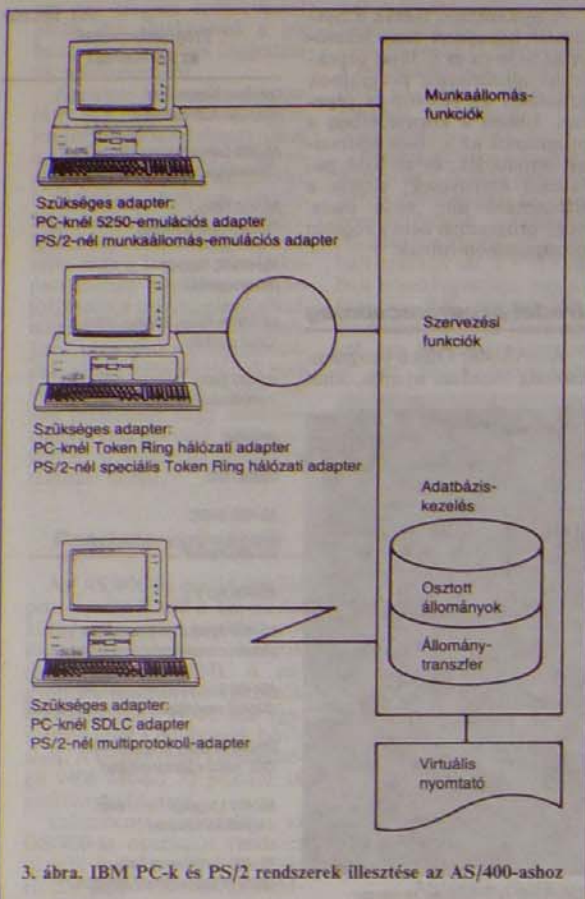 Munkaállomás-
funkciók
Szükséges adapter:
PC-knél 5250-emulációs adapter
PS/2-nél munkaállomás-emulációs adapter
Szervezési
funkciók
Szükséges adapter:
PC-knél Token Ring hálózati adapter
PS/2-nél speciális Token Ring hálózati adapter
Adatbázis-
kezelés
Osztott
állományok
Állomány-
transzfer
Szükséges adapter:
PC-knél SDLC adapter
PS/2-nél multiprotokoll-adapter
Virtuális
nyomtató
3. ábra. IBM PC-k és PS/2 rendszerek illesztése az AS/400-ashoz